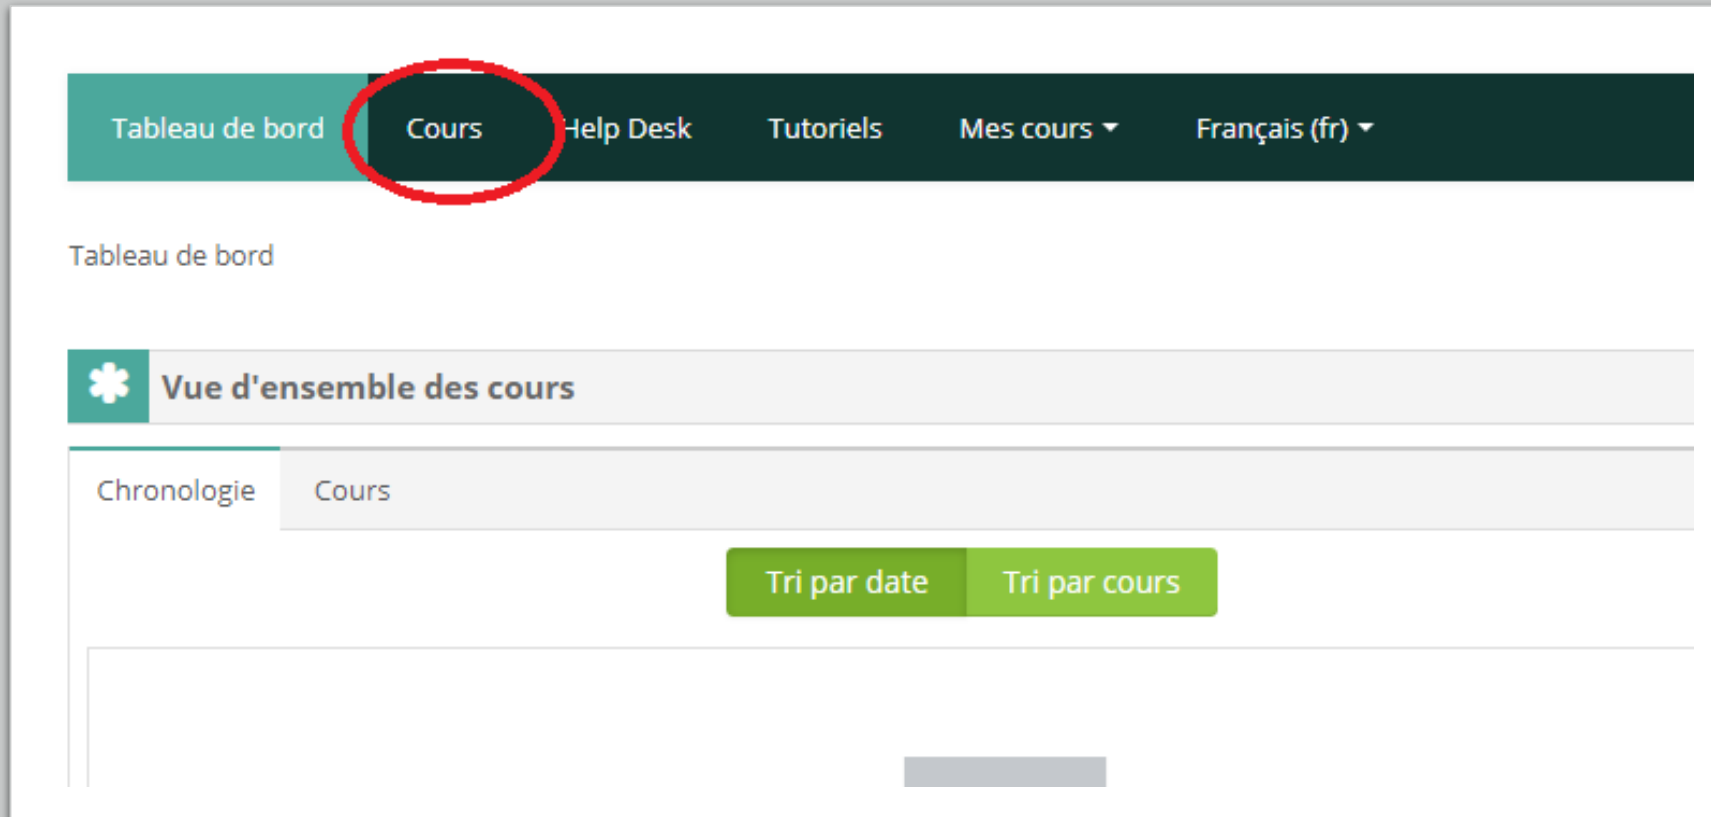 Tableau de bord Cours Help Desk Tutoriels Mes cours Français (fr)
Tableau de bord
Vue d'ensemble des cours
Chronologie Cours
Tri par date Tri par cours